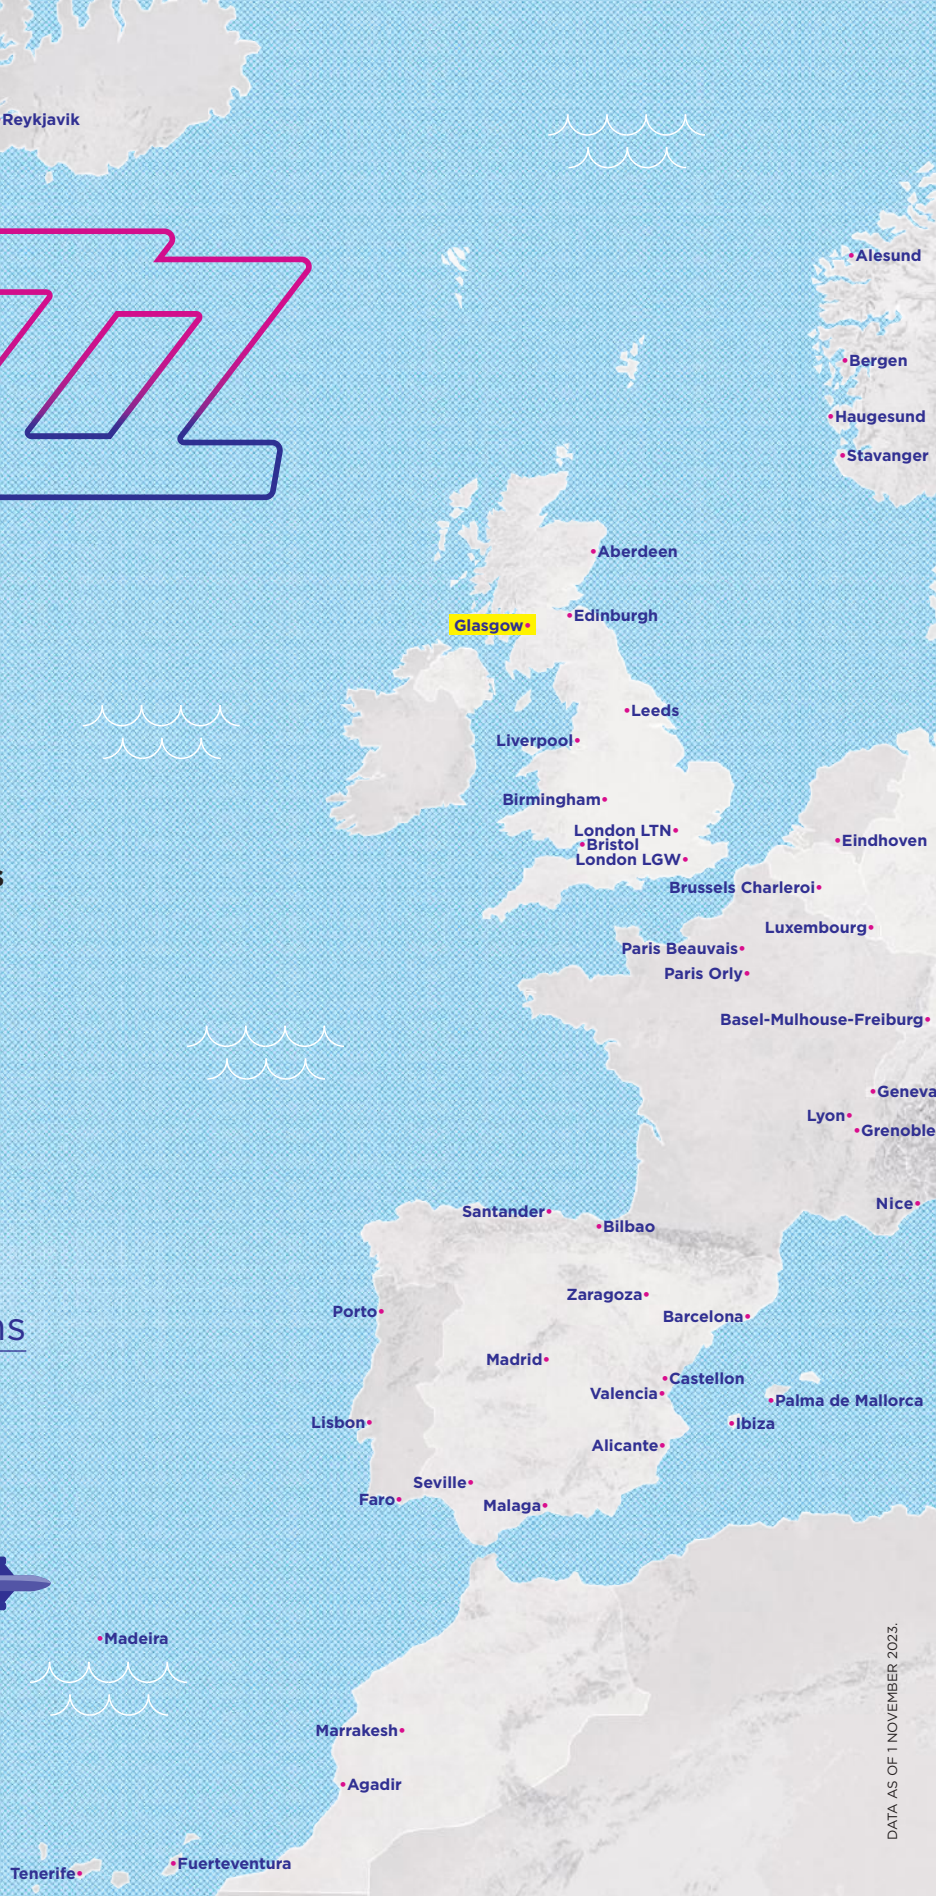 Reykjavik
Alesund
Bergen
Haugesund
Stavanger
Aberdeen
Edinburgh
Glasgow
Leeds
Liverpool
Birmingham
London LTN
Bristol
London LGW
Eindhoven
s
Brussels Charleroi
Luxembourg
Paris Beauvais
Paris Orly
Basel-Mulhouse-Freiburg
Geneva
Lyon
Grenoble
Nice
Santander
Bilbao
Zaragoza
Porto
Barcelona
ns
Madrid
Castellon
Valencia
Palma de Mallorca
Lisbon
Ibiza
Alicante
Seville
Faro
Malaga
Madeira
Marrakesh
Agadir
Fuerteventura
Tenerife
DATA AS OF 1 NOVEMBER 2023.